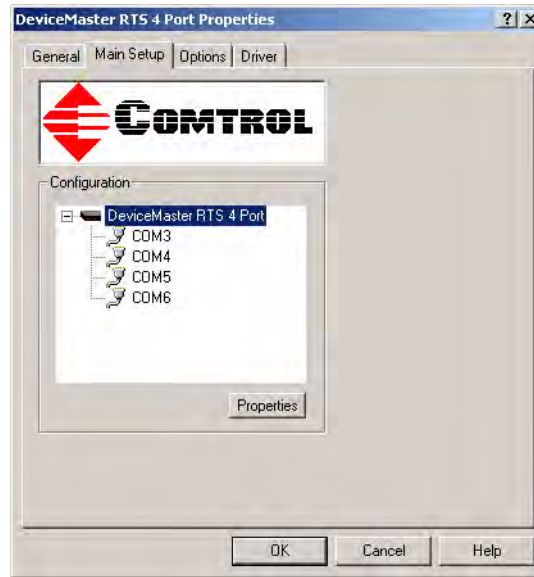 DeviceMaster RTS 4 Port Properties
General Main Setup Options Driver
COMTROL
Configuration
DeviceMaster RTS 4 Port
COM3
COM4
COM5
COM6
Properties
OK Cancel Help